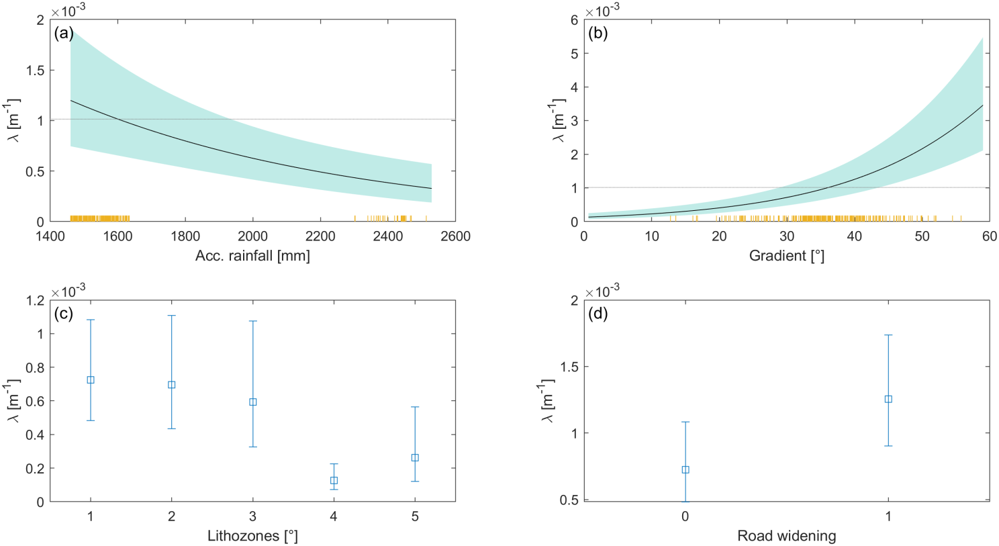 ×10-3
(a)
2
1.5
1
0.5
0
λ [m-1]
1400 1600 1800 2000 2200 2400 2600
Acc. rainfall [mm]
×10-3
(b)
6
5
4
3
2
1
0
λ [m-1]
0 10 20 30 40 50 60
Gradient [°]
×10-3
(c)
1.2
1
0.8
0.6
0.4
0.2
0
λ [m-1]
1 2 3 4 5
Lithozones [°]
×10-3
(d)
2
1.5
1
0.5
λ [m-1]
0 1
Road widening